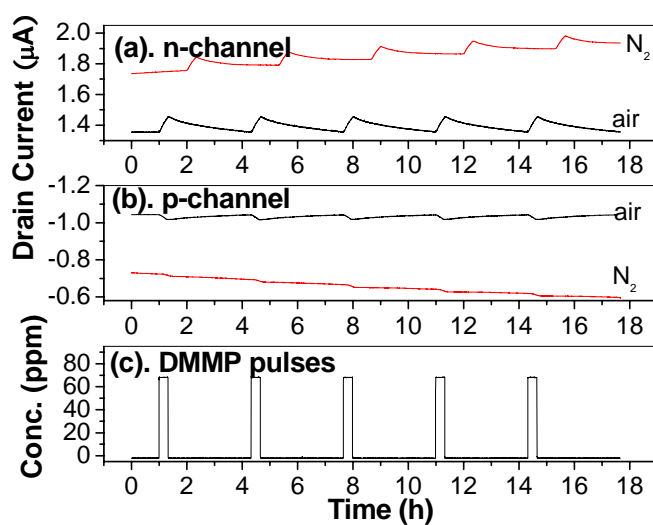 Drain Current (μA)
2.0
1.8
1.6
1.4
(a). n-channel
N2
air
0 2 4 6 8 10 12 14 16 18
-1.2
-1.0
-0.8
-0.6
(b). p-channel
air
N2
0 2 4 6 8 10 12 14 16 18
Conc. (ppm)
80
60
40
20
0
(c). DMMP pulses
0 2 4 6 8 10 12 14 16 18
Time (h)